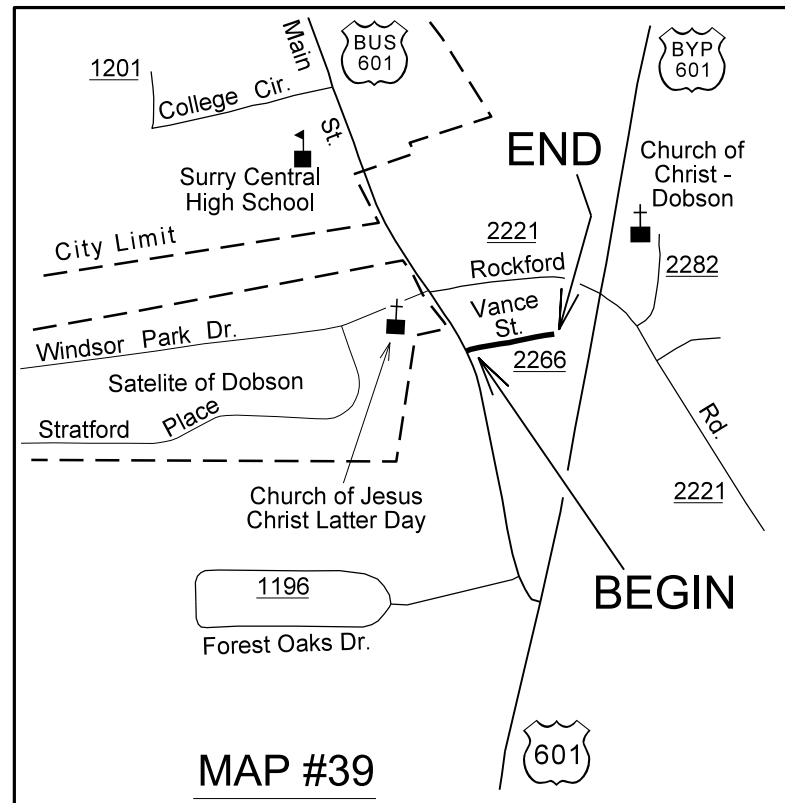 Main
St.
BUS
601
BYP
601
1201
College Cir.
END
Church of
Christ -
Dobson
Surry Central
High School
2221
City Limit
Rockford
2282
Vance
St.
Windsor Park Dr.
2266
Satelite of Dobson
Stratford Place
Rd.
Church of Jesus
Christ Latter Day
2221
1196
BEGIN
Forest Oaks Dr.
601
MAP #39